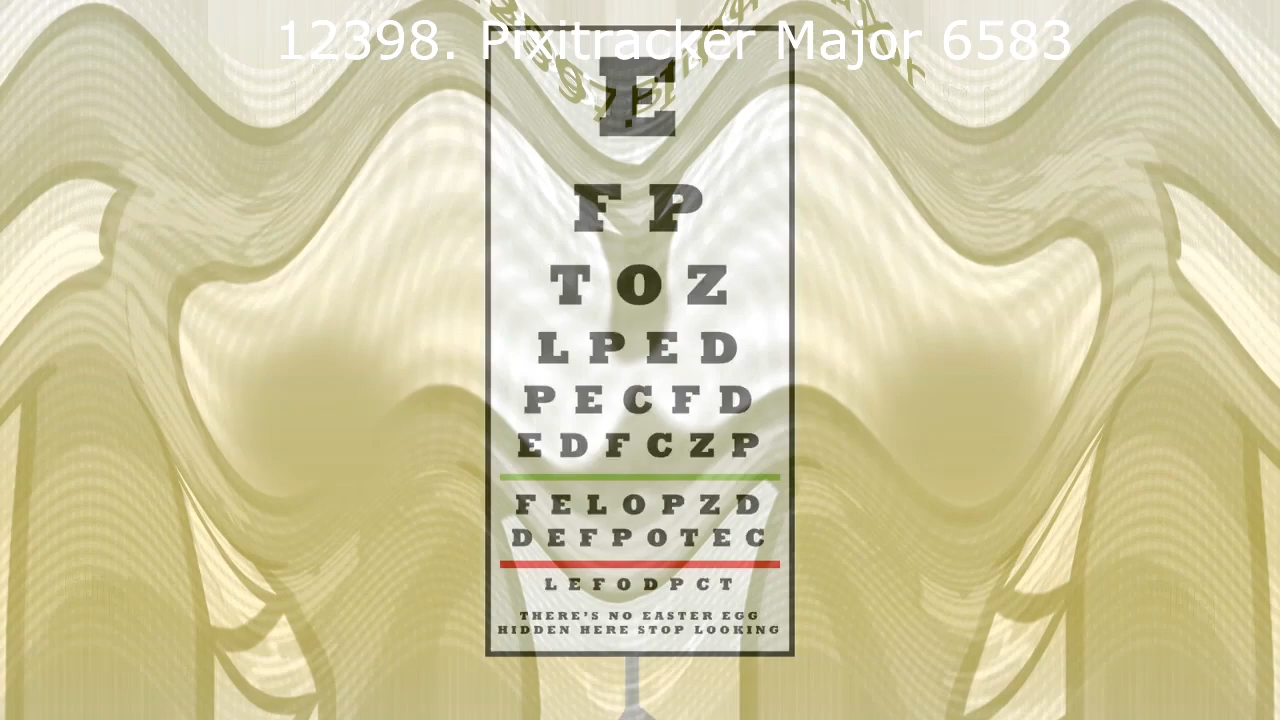 12398. Pixitracker Major 6583
E
F P
T O Z
L P E D
P E C F D
E D F C Z P
F E L O P Z D
D E F P O T E C
L E F O D P C T
THERE'S NO EASTER EGG
HIDDEN HERE STOP LOOKING